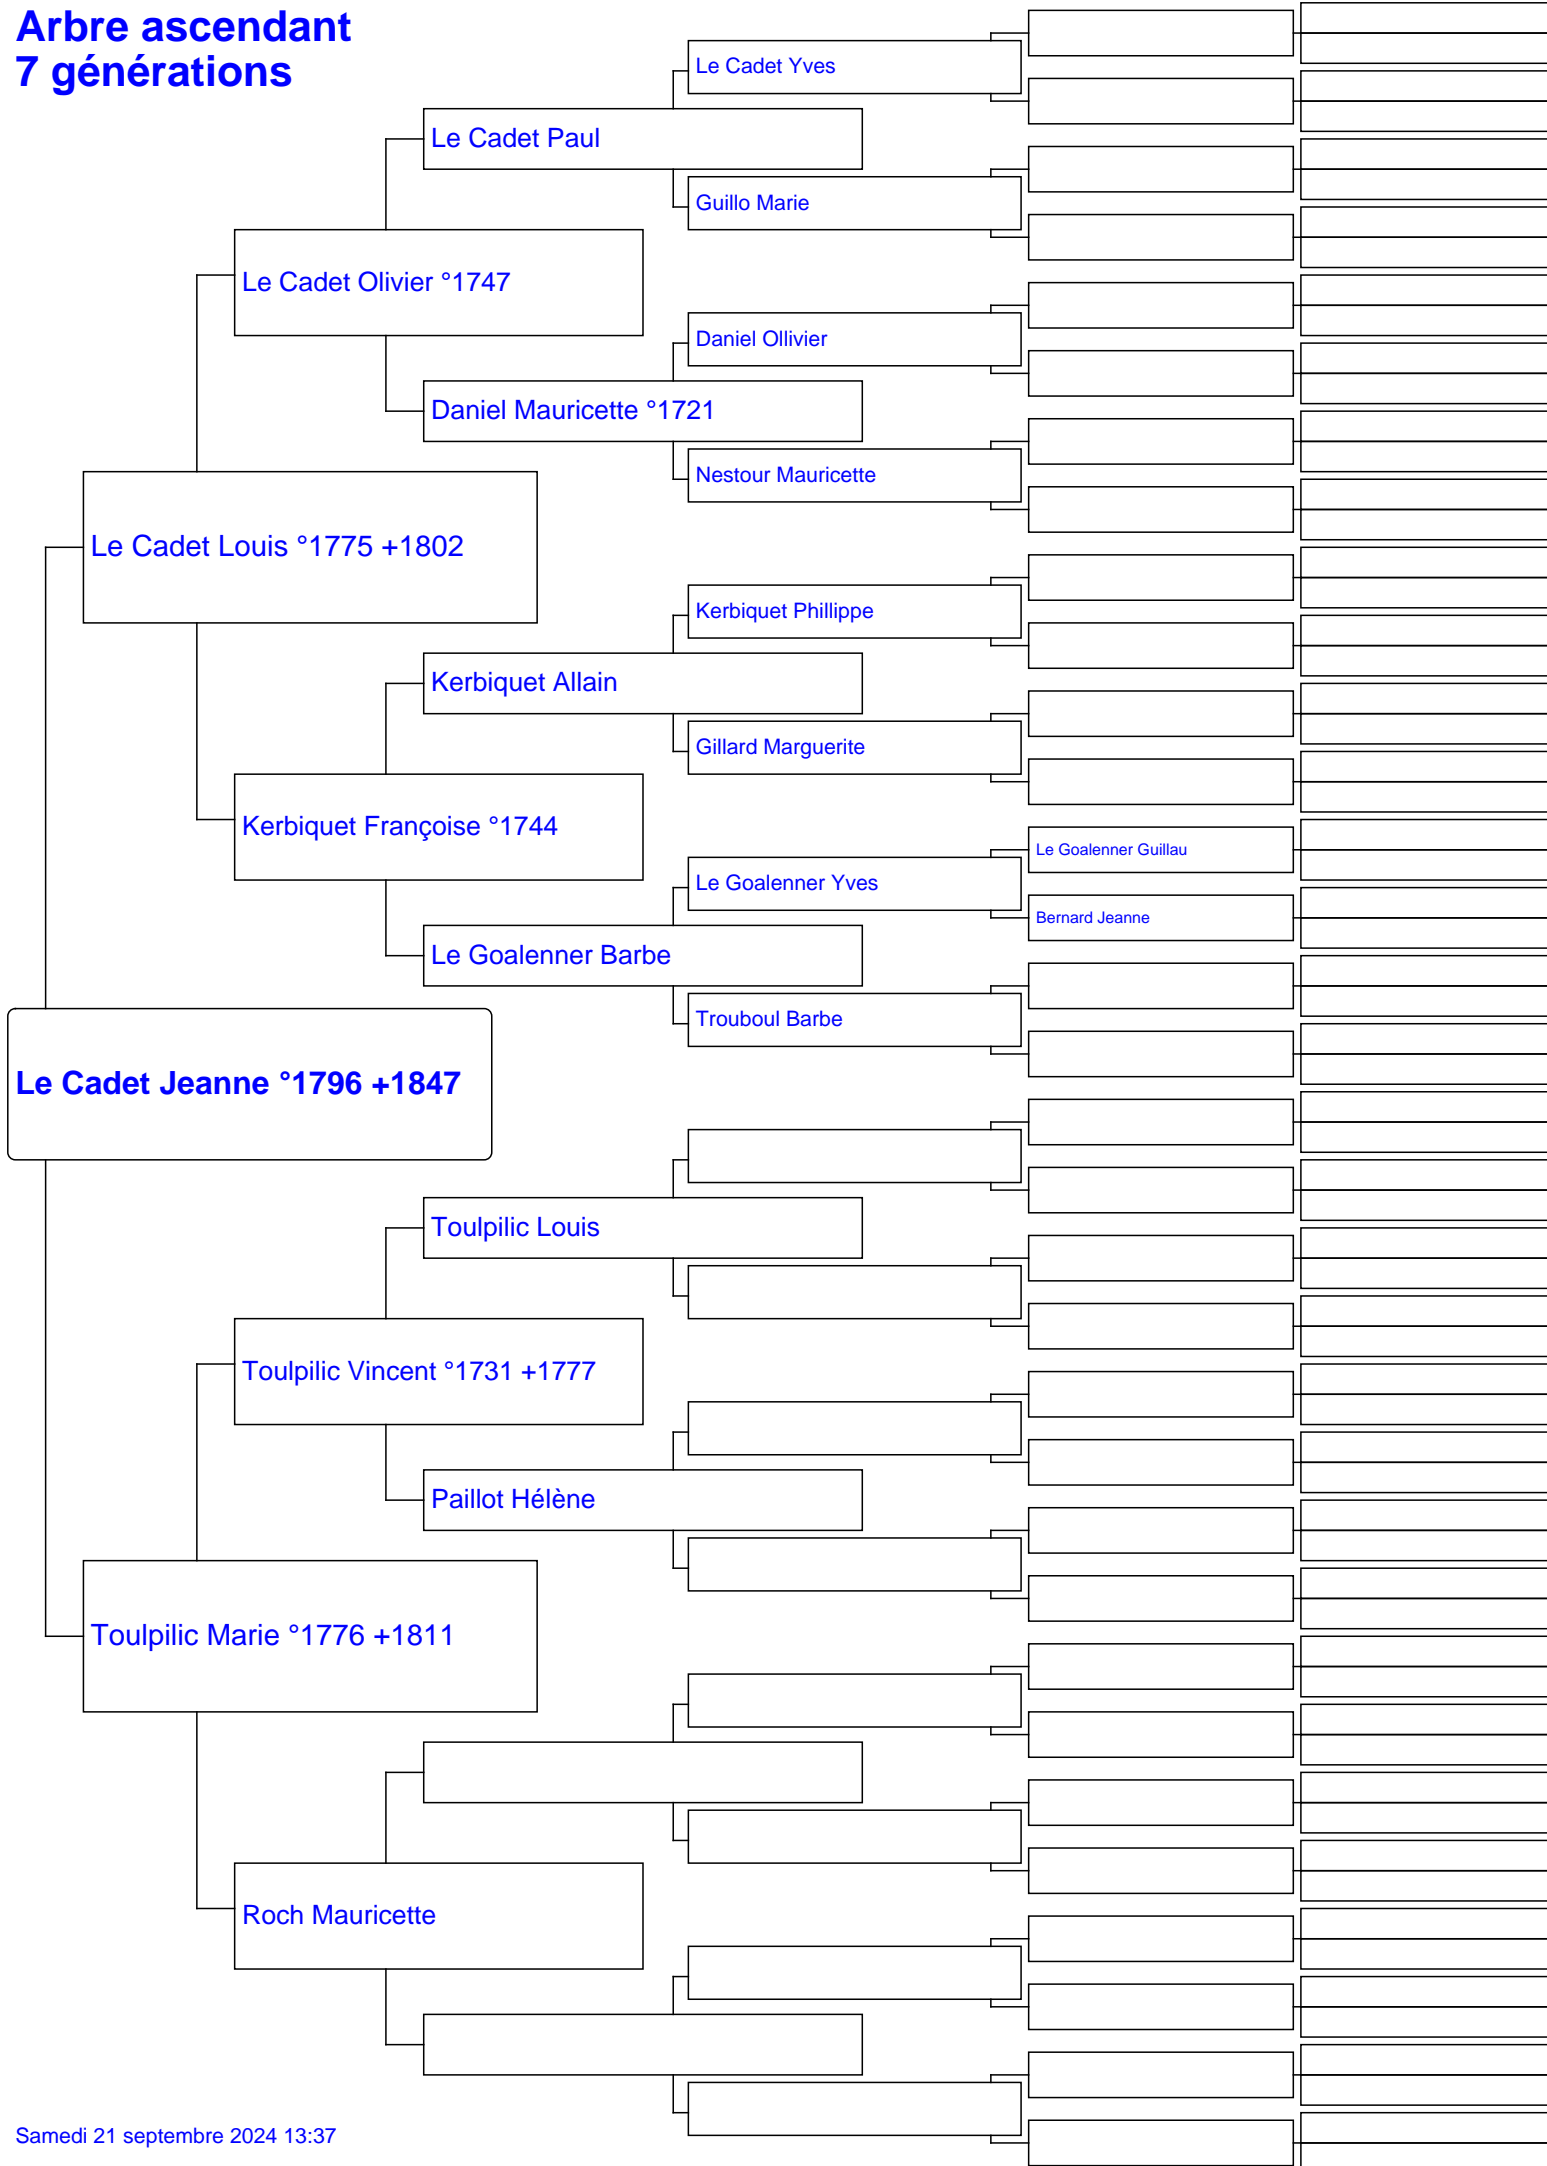 Arbre ascendant
7 générations
Le Cadet Yves
Le Cadet Paul
Guillo Marie
Le Cadet Olivier °1747
Daniel Ollivier
Daniel Mauricette °1721
Nestour Mauricette
Le Cadet Louis °1775 +1802
Kerbiquet Phillippe
Kerbiquet Allain
Gillard Marguerite
Kerbiquet Françoise °1744
Le Goalenner Guillau
Le Goalenner Yves
Bernard Jeanne
Le Goalenner Barbe
Trouboul Barbe
Le Cadet Jeanne °1796 +1847
Toulpilic Louis
Toulpilic Vincent °1731 +1777
Paillot Hélène
Toulpilic Marie °1776 +1811
Roch Mauricette
Samedi 21 septembre 2024 13:37